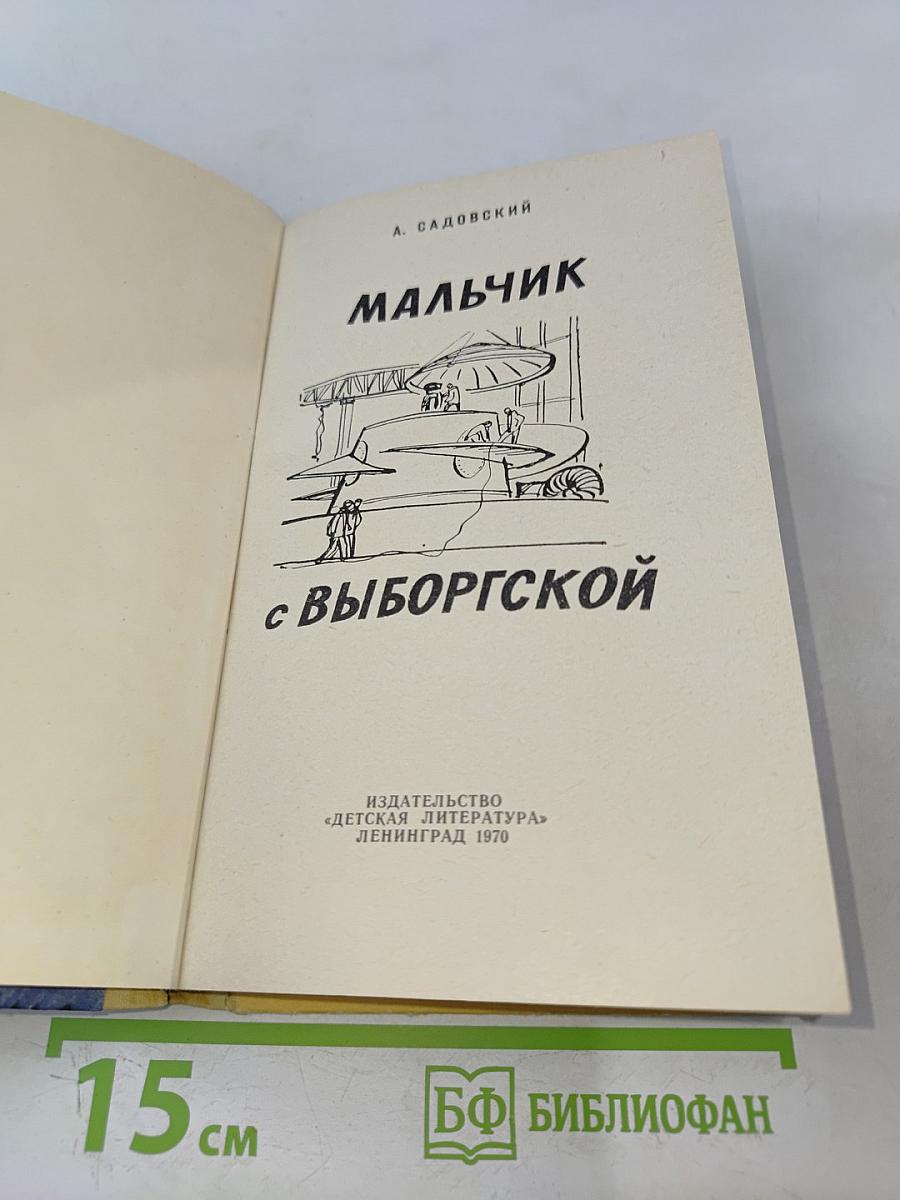 А. САДОВСКИЙ
МАЛЬЧИК
с ВЫБОРГСКОЙ
ИЗДАТЕЛЬСТВО
«ДЕТСКАЯ ЛИТЕРАТУРА»
ЛЕНИНГРАД 1970
15 см
БФ БИБЛИОФАН